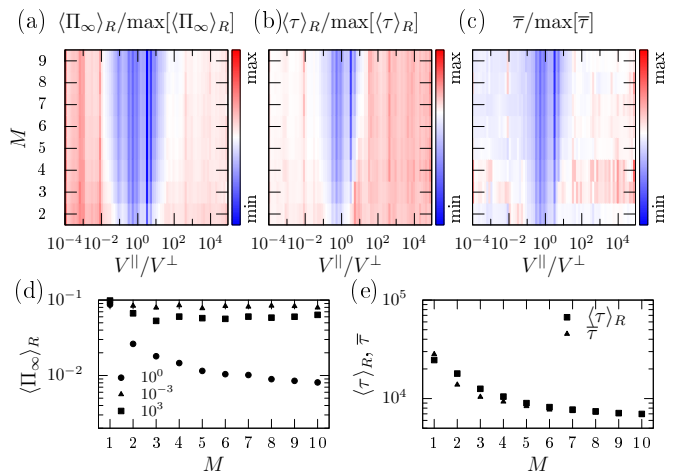 (a) ⟨Π∞⟩R/max[⟨Π∞⟩R]
(b) ⟨τ⟩R/max[⟨τ⟩R]
(c) τ̅/max[τ̅]
M
9
8
7
6
5
4
3
2
10⁻⁴ 10⁻² 10⁰ 10² 10⁴
V^||/V^⊥
max
min
10⁻⁴ 10⁻² 10⁰ 10² 10⁴
V^||/V^⊥
max
min
10⁻⁴ 10⁻² 10⁰ 10² 10⁴
V^||/V^⊥
max
min
(d)
⟨Π∞⟩R
10⁻¹
10⁻²
10⁰
10⁻³
10³
1 2 3 4 5 6 7 8 9 10
M
(e)
⟨τ⟩R, τ̅
10⁵
10⁴
⟨τ⟩R
τ̅
1 2 3 4 5 6 7 8 9 10
M